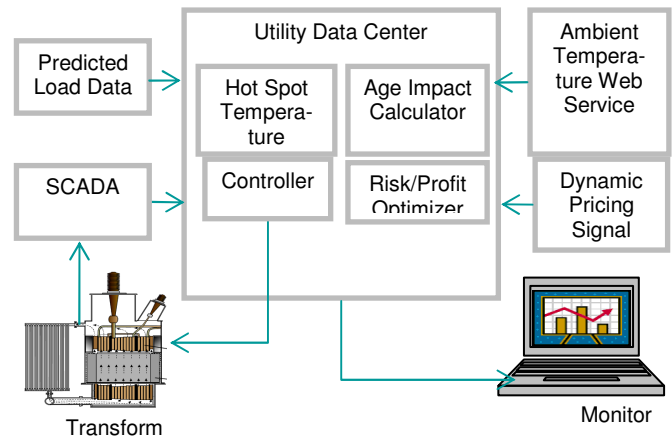 Utility Data Center
Predicted
Load Data
Hot Spot
Tempera-
ture
Age Impact
Calculator
Ambient
Tempera-
ture Web
Service
SCADA
Controller
Risk/Profit
Optimizer
Dynamic
Pricing
Signal
Transform
Monitor